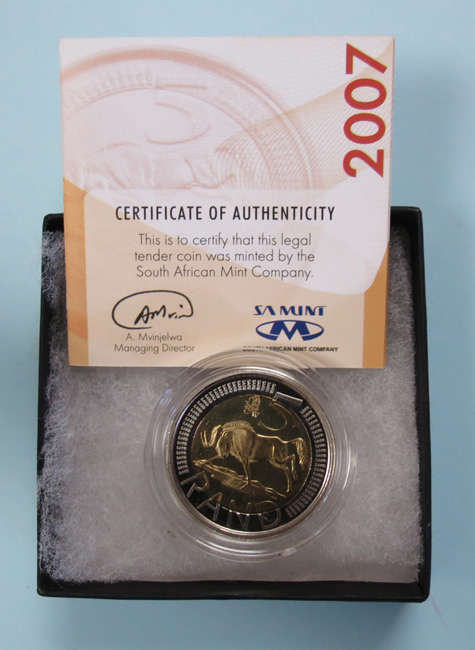 2007
CERTIFICATE OF AUTHENTICITY
This is to certify that this legal
tender coin was minted by the
South African Mint Company.
A. Mvinjelwa
Managing Director
SA MINT
SOUTH AFRICAN MINT COMPANY
RAND